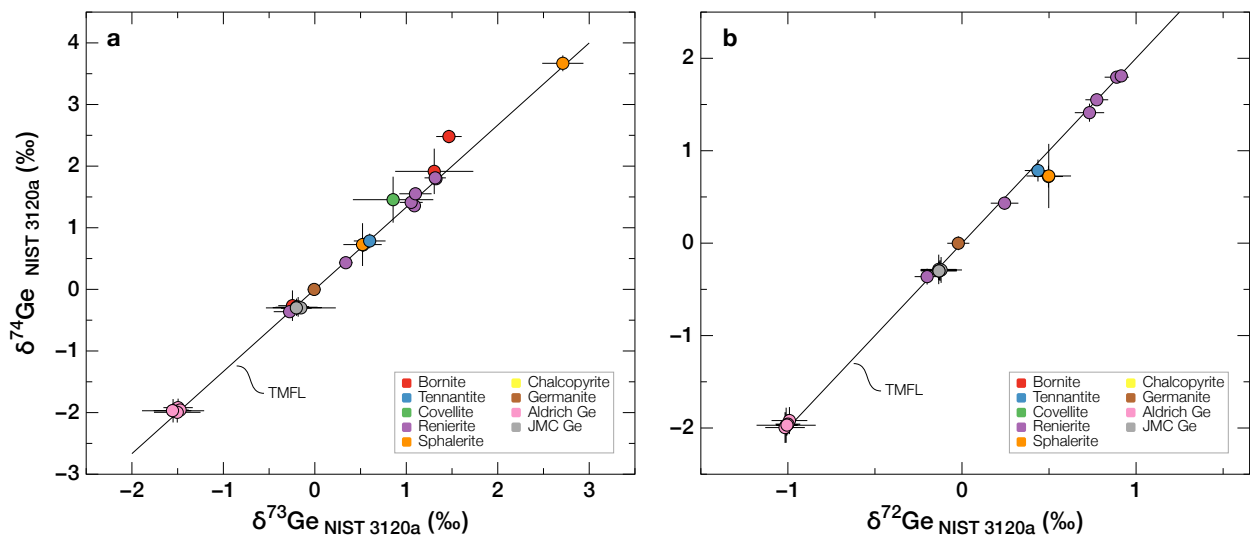 a
4
3
2
1
0
−1
−2
−3
δ74Ge NIST 3120a (‰)
TMFL
Bornite
Tennantite
Covellite
Renierite
Sphalerite
Chalcopyrite
Germanite
Aldrich Ge
JMC Ge
−2 −1 0 1 2 3
δ73Ge NIST 3120a (‰)
b
2
1
0
−1
−2
TMFL
Bornite
Tennantite
Covellite
Renierite
Sphalerite
Chalcopyrite
Germanite
Aldrich Ge
JMC Ge
−1 0 1
δ72Ge NIST 3120a (‰)